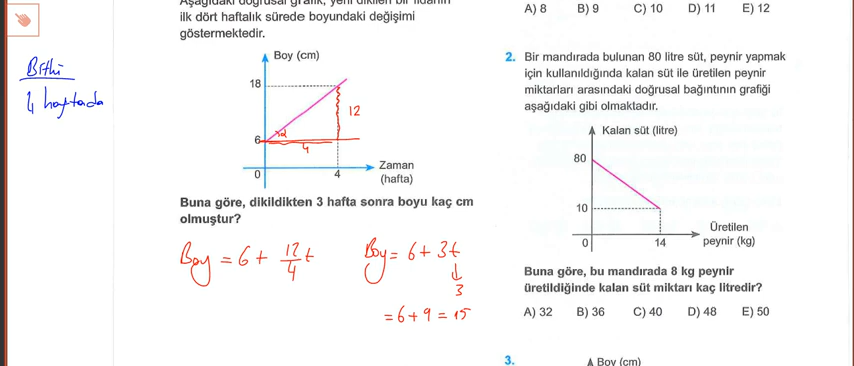 Aşağıdaki doğrusal grafik, yeni dikilen bir fidanın
ilk dört haftalık sürede boyundaki değişimi
göstermektedir.
Bitki
4 haftada
Boy (cm)
18
12
6
α
4
0
4
Zaman
(hafta)
Buna göre, dikildikten 3 hafta sonra boyu kaç cm
olmuştur?
Boy = 6 + 12/4 t
Boy = 6 + 3t
3
= 6 + 9 = 15
A) 8 B) 9 C) 10 D) 11 E) 12
2. Bir mandırada bulunan 80 litre süt, peynir yapmak
için kullanıldığında kalan süt ile üretilen peynir
miktarları arasındaki doğrusal bağıntının grafiği
aşağıdaki gibi olmaktadır.
Kalan süt (litre)
80
10
0
14
Üretilen
peynir (kg)
Buna göre, bu mandırada 8 kg peynir
üretildiğinde kalan süt miktarı kaç litredir?
A) 32 B) 36 C) 40 D) 48 E) 50
3.
Boy (cm)